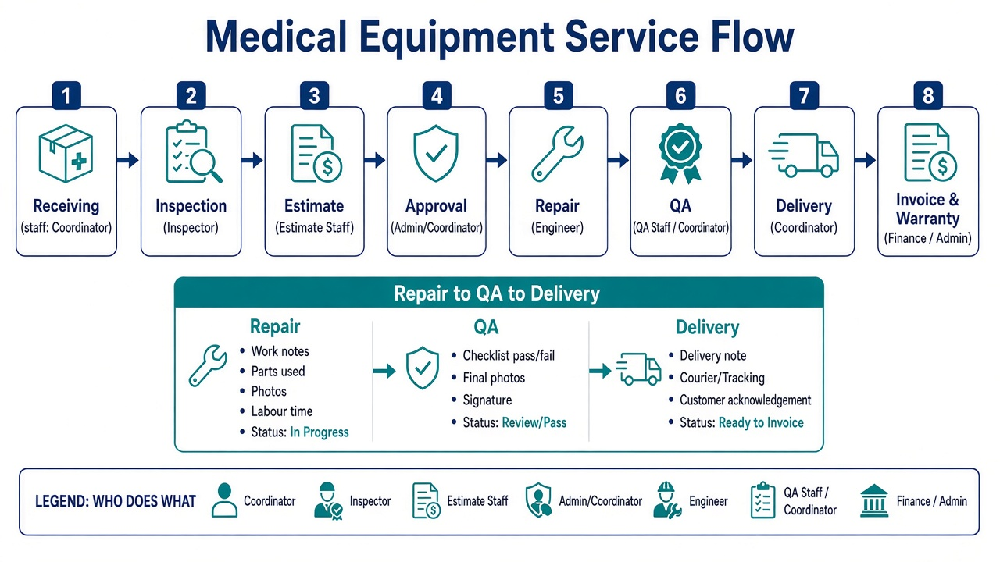 Medical Equipment Service Flow
1
2
3
4
5
6
7
8
Receiving
(staff: Coordinator)
Inspection
(Inspector)
Estimate
(Estimate Staff)
Approval
(Admin/Coordinator)
Repair
(Engineer)
QA
(QA Staff / Coordinator)
Delivery
(Coordinator)
Invoice &
Warranty
(Finance / Admin)
$
$
Repair to QA to Delivery
Repair
• Work notes
• Parts used
• Photos
• Labour time
• Status: In Progress
QA
• Checklist pass/fail
• Final photos
• Signature
• Status: Review/Pass
Delivery
• Delivery note
• Courier/Tracking
• Customer acknowledgement
• Status: Ready to Invoice
LEGEND: WHO DOES WHAT
Coordinator
Inspector
$
Estimate Staff
Admin/Coordinator
Engineer
QA Staff /
Coordinator
Finance / Admin